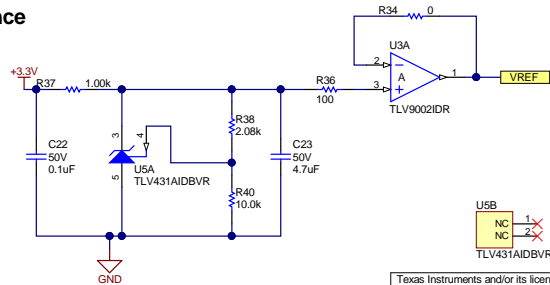 nce
R34 0
U3A
+3.3V
R37 1.00k
R36
100
2
3
A
1
VREF
TLV9002IDR
C22
50V
0.1uF
3
4
5
U5A
TLV431AIDBVR
R38
2.08k
R40
10.0k
C23
50V
4.7uF
GND
U5B
NC 1
NC 2
TLV431AIDBVR
Texas Instruments and/or its licen